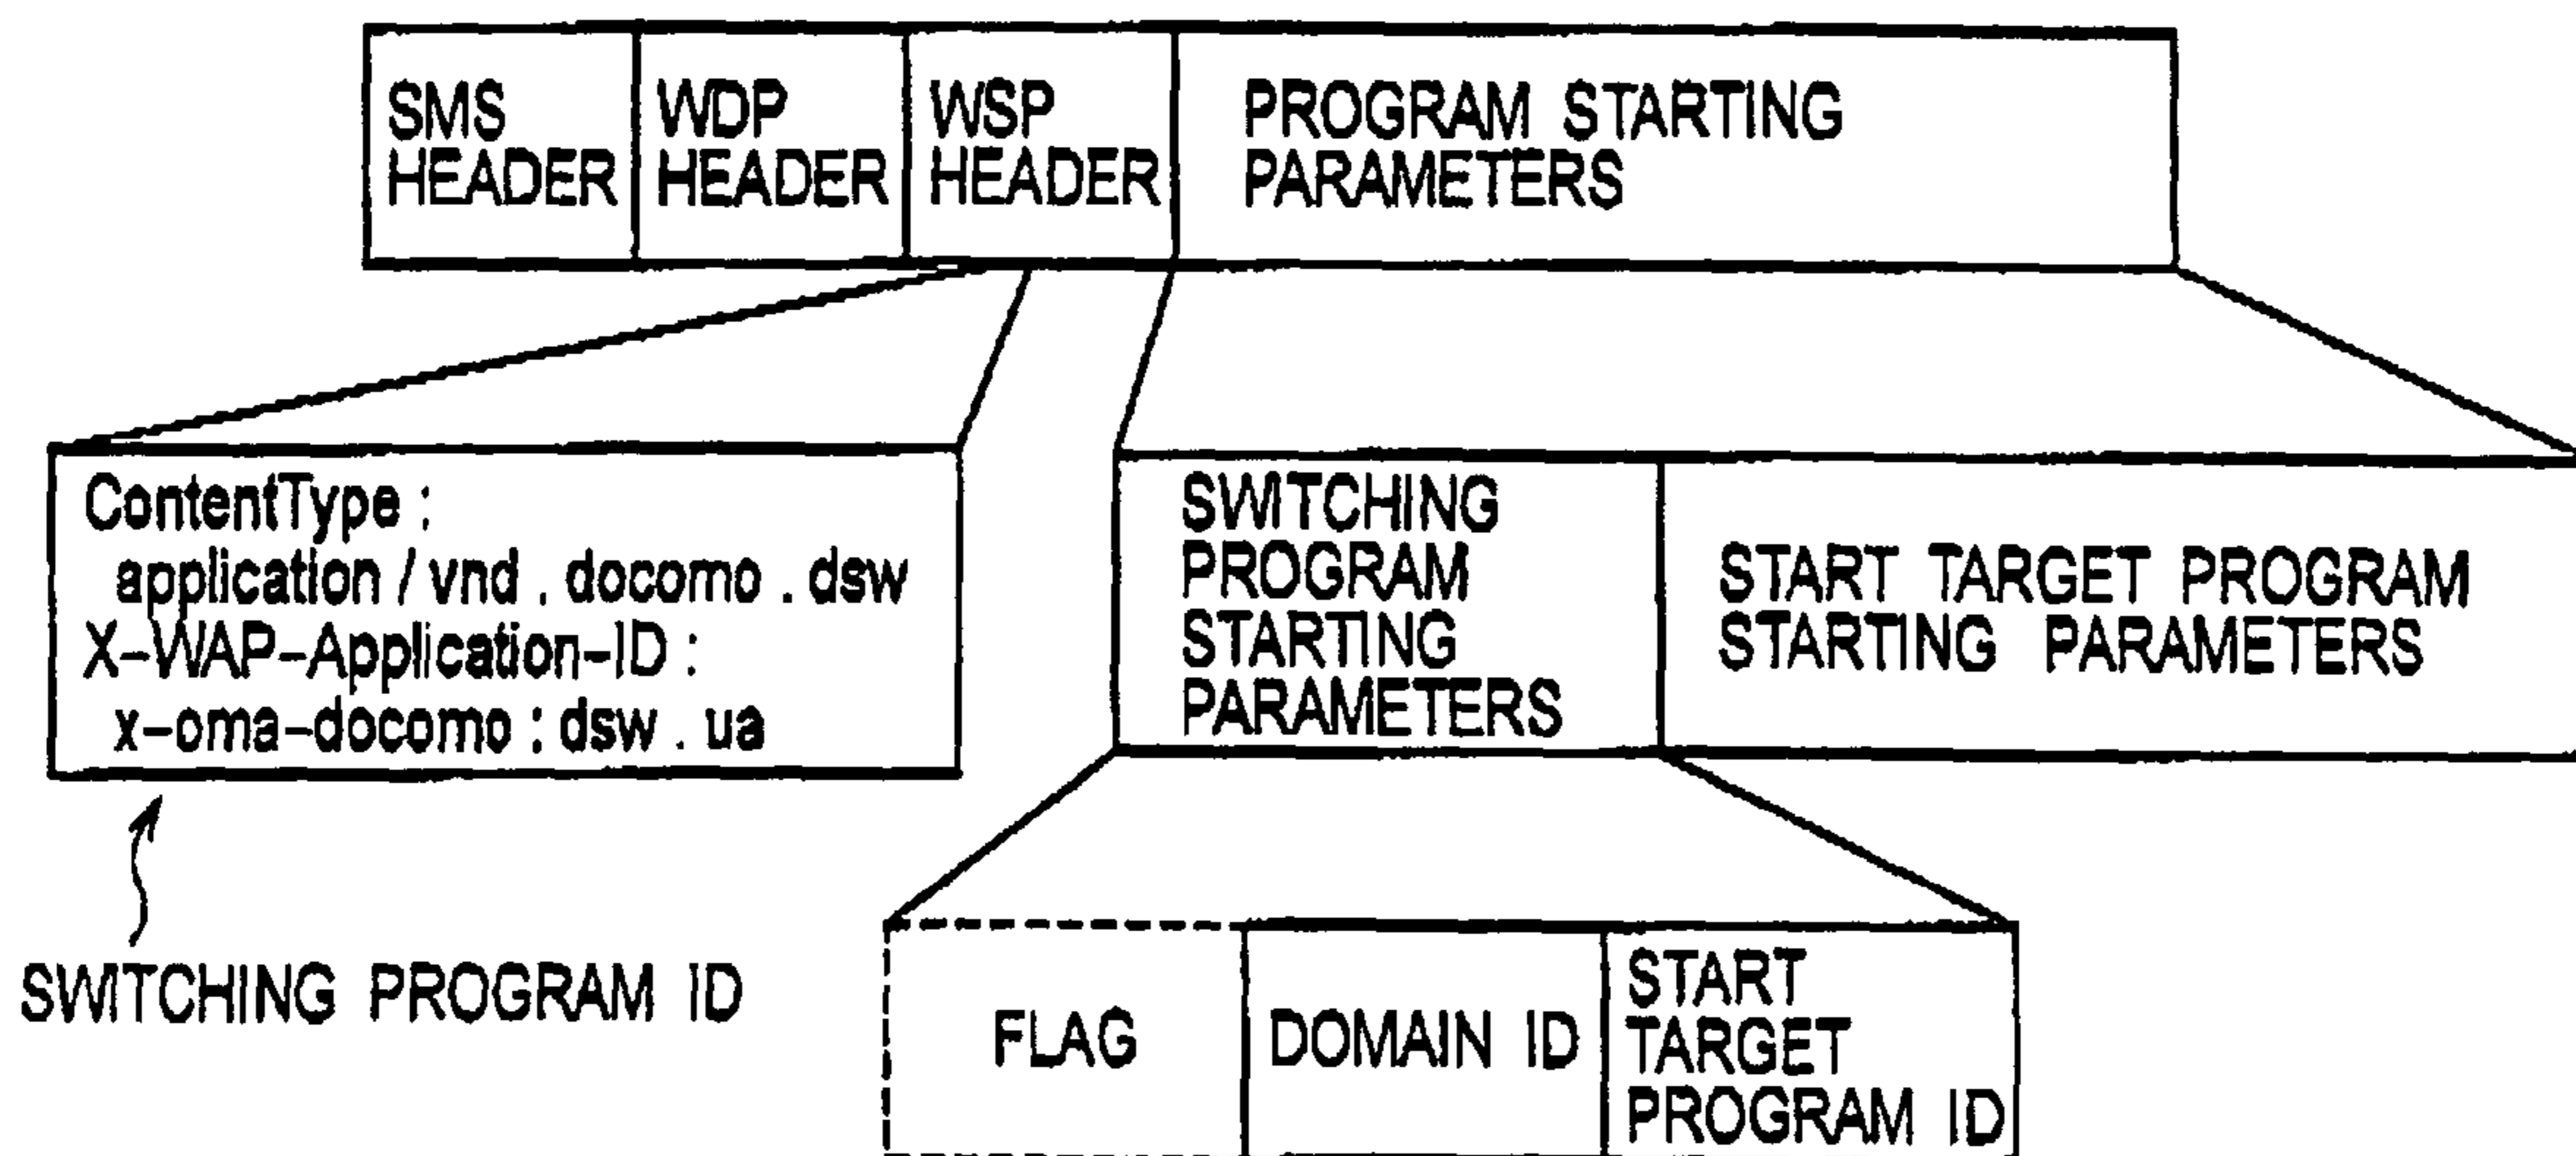 SMS
HEADER
WDP
HEADER
WSP
HEADER
PROGRAM STARTING
PARAMETERS
ContentType :
application / vnd . docomo . dsw
X-WAP-Application-ID :
x-oma-docomo : dsw . ua
SWITCHING PROGRAM ID
SWITCHING
PROGRAM
STARTING
PARAMETERS
START TARGET PROGRAM
STARTING PARAMETERS
FLAG
DOMAIN ID
START
TARGET
PROGRAM ID